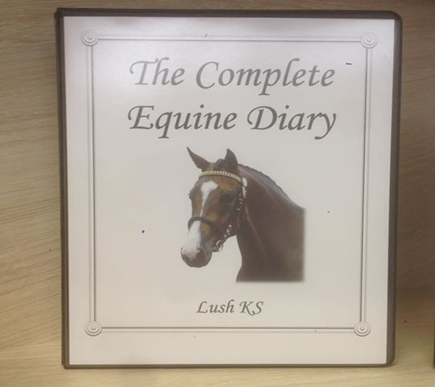 The Complete
Equine Diary
Lush KS